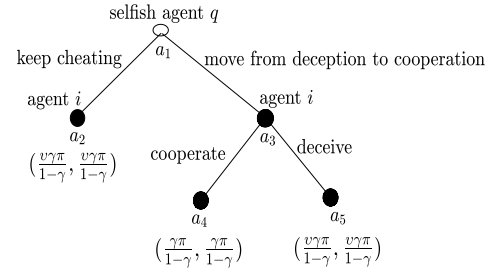 selfish agent q
a₁
keep cheating
move from deception to cooperation
agent i
agent i
a₂
a₃
(υγπ/1−γ, υγπ/1−γ)
cooperate
deceive
a₄
a₅
(γπ/1−γ, γπ/1−γ)
(υγπ/1−γ, υγπ/1−γ)